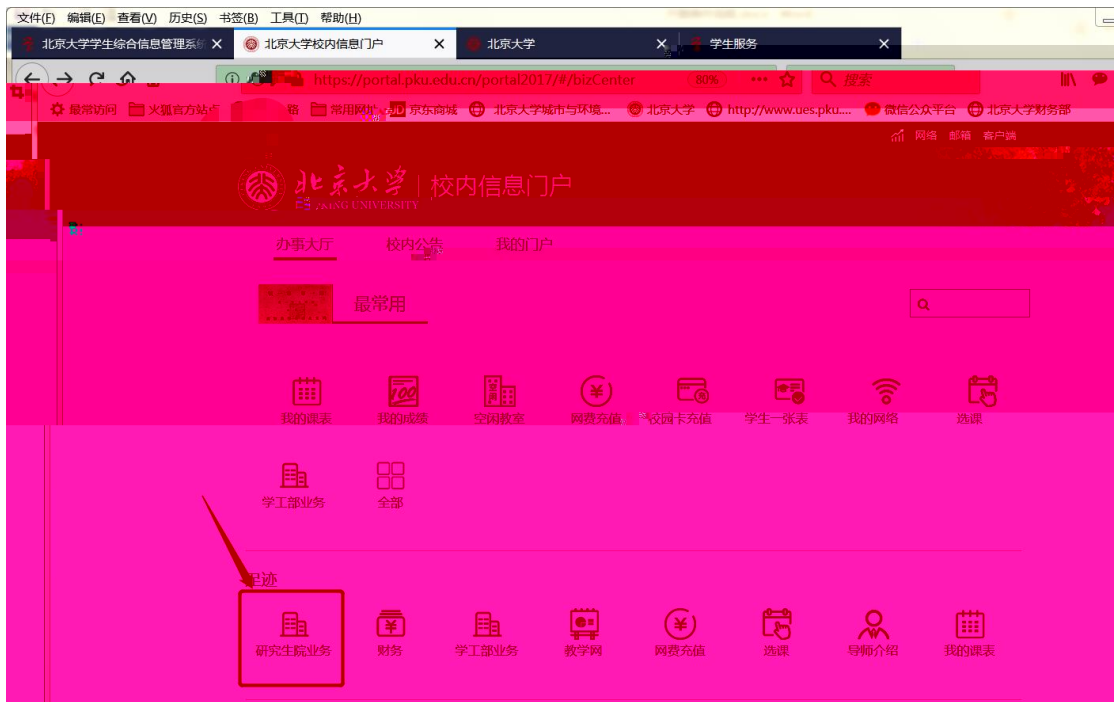 文件(F) 编辑(E) 查看(V) 历史(S) 书签(B) 工具(T) 帮助(H)
北京大学学生综合信息管理系统 北京大学校内信息门户 北京大学 学生服务
https://portal.pku.edu.cn/portal2017/#/bizCenter 80% 搜索
最常访问 火狐官方站点 常用网址 JD 京东商城 北京大学城市与环境... 北京大学 http://www.ues.pku.... 微信公众平台 北京大学财务部
网络 邮箱 客户端
北京大学 校内信息门户
UNIVERSITY
办事大厅 校内公告 我的门户
最常用
我的课表 我的成绩 空闲教室 网费充值 校园卡充值 学生一张表 我的网络 选课
学工部业务 全部
足迹
研究生院业务 财务 学工部业务 教学网 网费充值 选课 导师介绍 我的课表